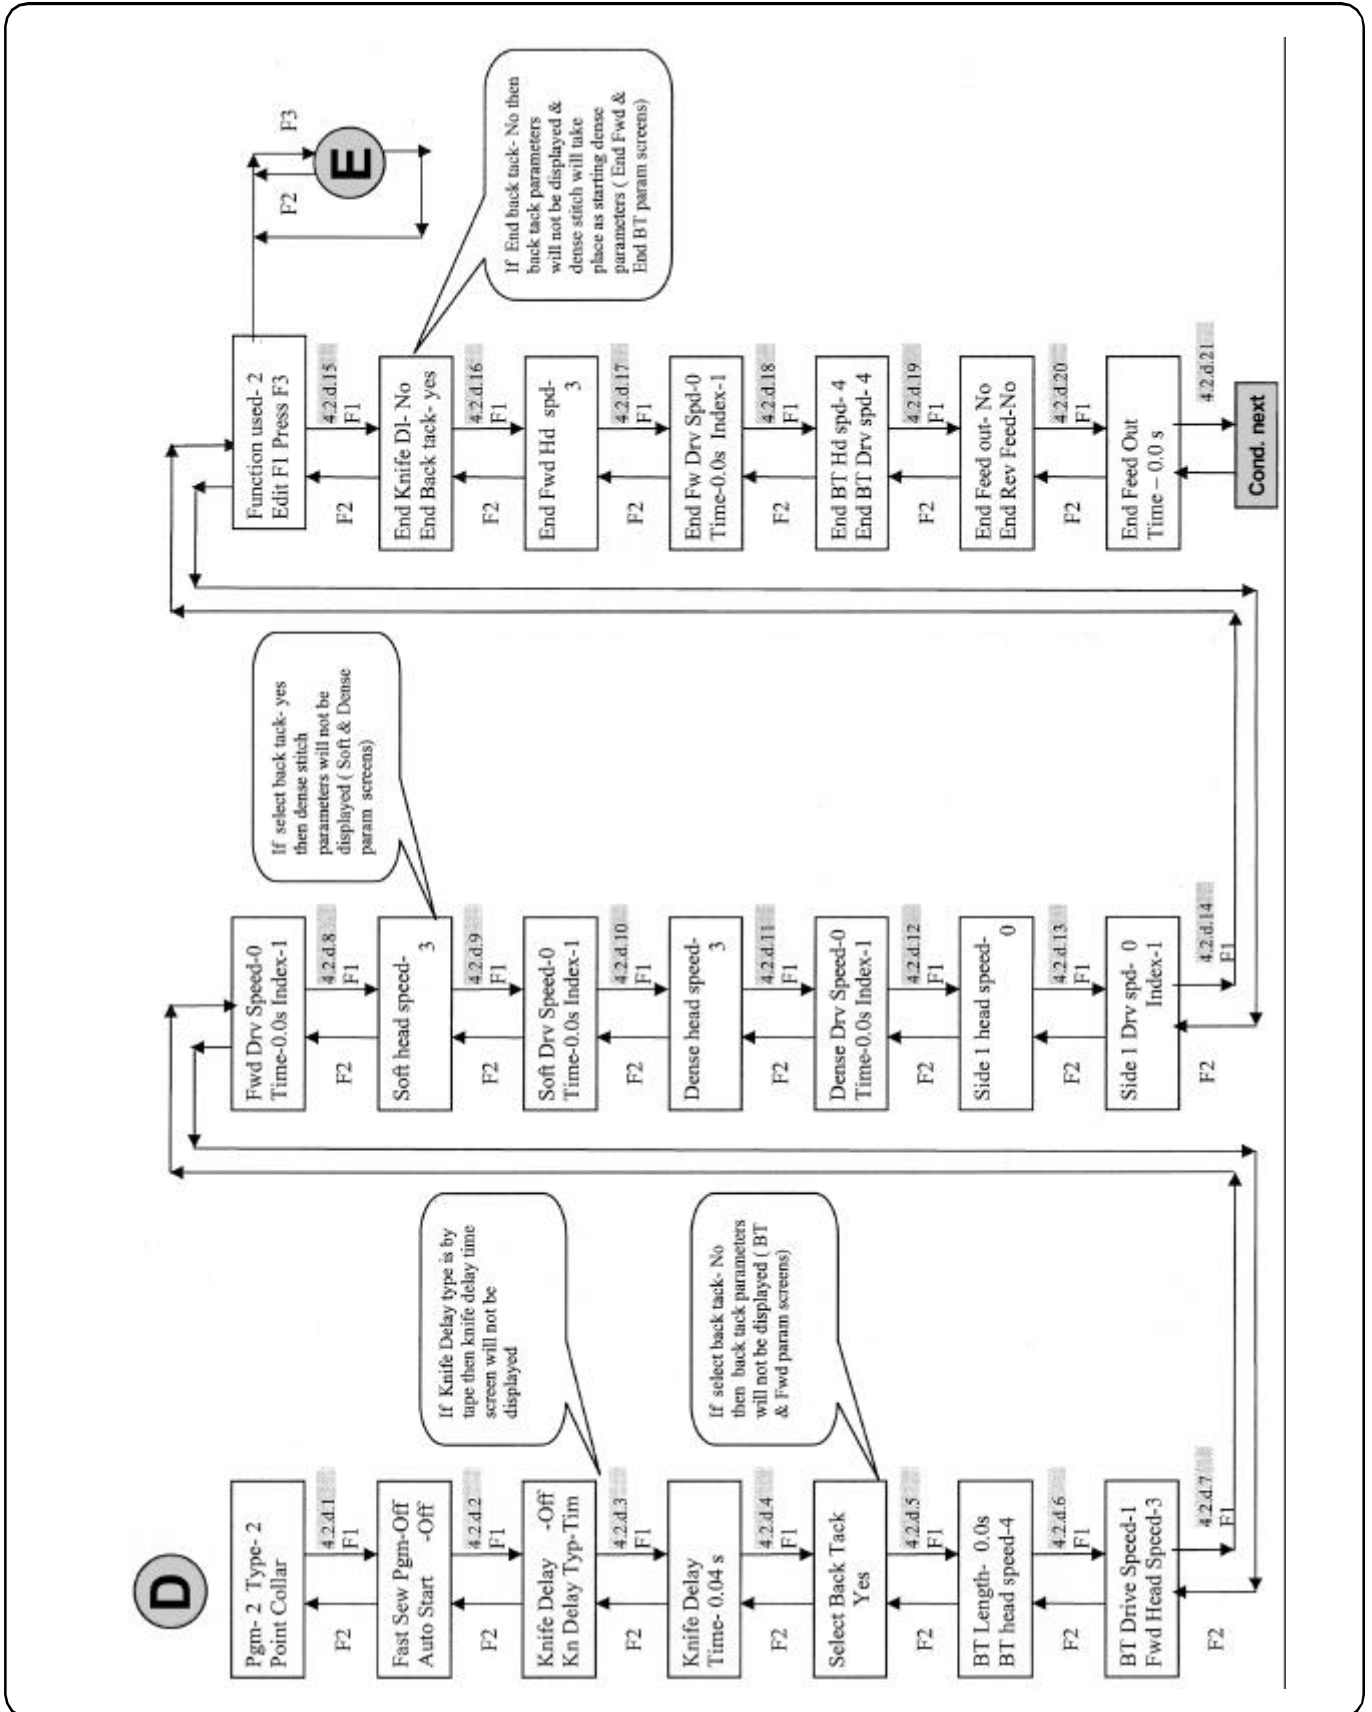 D
Pgm- 2 Type- 2
Point Collar
4.2.d.1
F1
F2
Fast Sew Pgm-Off
Auto Start -Off
4.2.d.2
F1
F2
Knife Delay -Off
Kn Delay Typ-Tim
4.2.d.3
F1
F2
If Knife Delay type is by
tape then knife delay time
screen will not be
displayed
Knife Delay
Time- 0.04 s
4.2.d.4
F1
F2
Select Back Tack
Yes
4.2.d.5
F1
F2
If select back tack- No
then back tack parameters
will not be displayed ( BT
& Fwd param screens)
BT Length- 0.0s
BT head speed-4
4.2.d.6
F1
F2
BT Drive Speed-1
Fwd Head Speed-3
4.2.d.7
F1
F2
Fwd Drv Speed-0
Time-0.0s Index-1
4.2.d.8
F1
F2
Soft head speed-
3
4.2.d.9
F1
F2
If select back tack- yes
then dense stitch
parameters will not be
displayed ( Soft & Dense
param screens)
Soft Drv Speed-0
Time-0.0s Index-1
4.2.d.10
F1
F2
Dense head speed-
3
4.2.d.11
F1
F2
Dense Drv Speed-0
Time-0.0s Index-1
4.2.d.12
F1
F2
Side 1 head speed-
0
4.2.d.13
F1
F2
Side 1 Drv spd- 0
Index-1
4.2.d.14
F1
F2
Function used- 2
Edit F1 Press F3
F2
F3
E
4.2.d.15
F1
F2
End Knife Dl- No
End Back tack- yes
4.2.d.16
F1
F2
If End back tack- No then
back tack parameters
will not be displayed &
dense stitch will take
place as starting dense
parameters ( End Fwd &
End BT param screens)
End Fwd Hd spd-
3
4.2.d.17
F1
F2
End Fw Drv Spd-0
Time-0.0s Index-1
4.2.d.18
F1
F2
End BT Hd spd- 4
End BT Drv spd- 4
4.2.d.19
F1
F2
End Feed out- No
End Rev Feed-No
4.2.d.20
F1
F2
End Feed Out
Time – 0.0 s
4.2.d.21
Cond. next